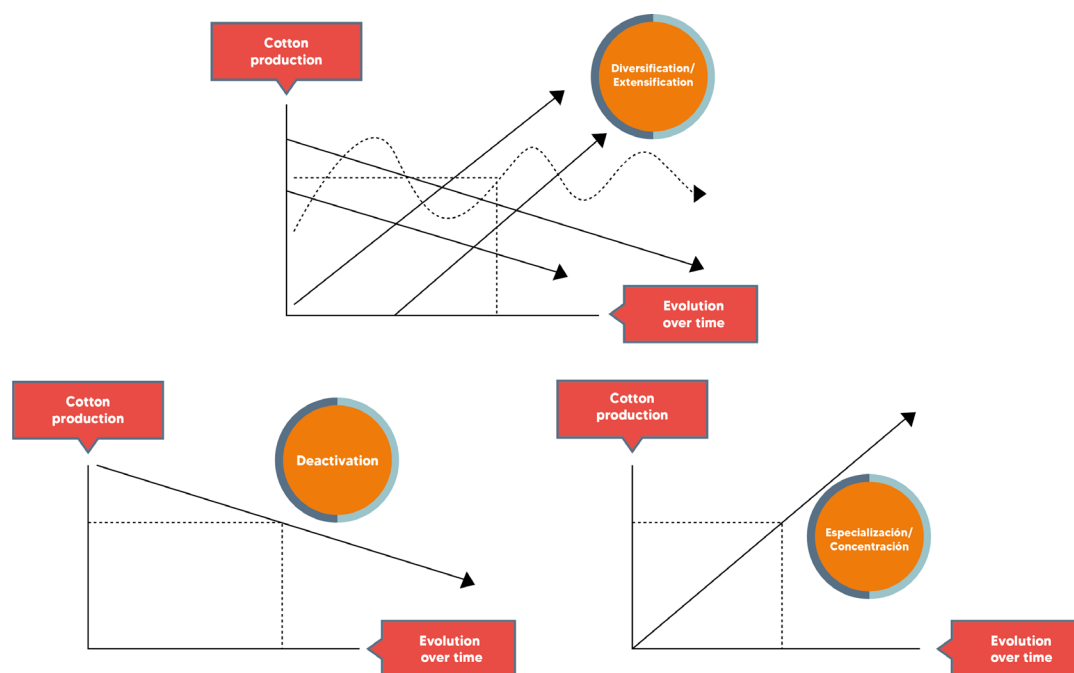 Cotton
production
Diversification/
Extensification
Evolution
over time
Cotton
production
Deactivation
Evolution
over time
Cotton
production
Especialización/
Concentración
Evolution
over time